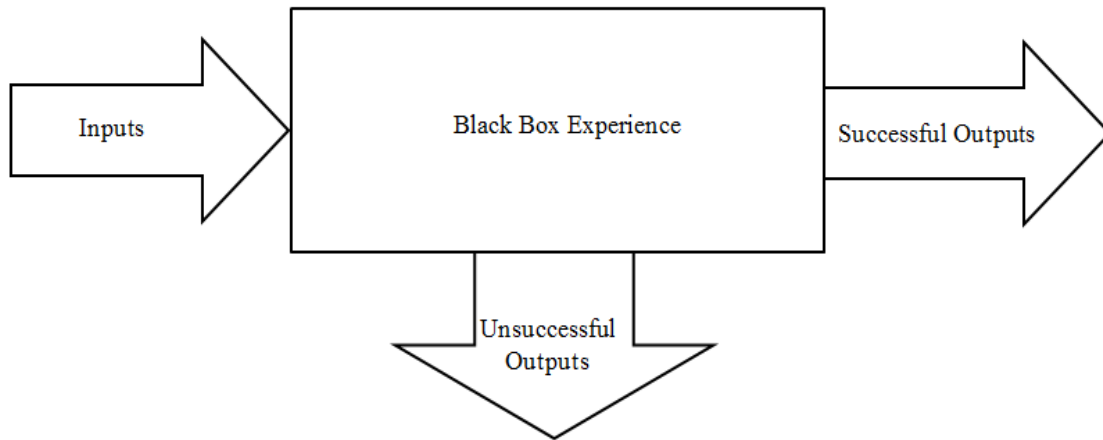 Inputs
Black Box Experience
Successful Outputs
Unsuccessful
Outputs